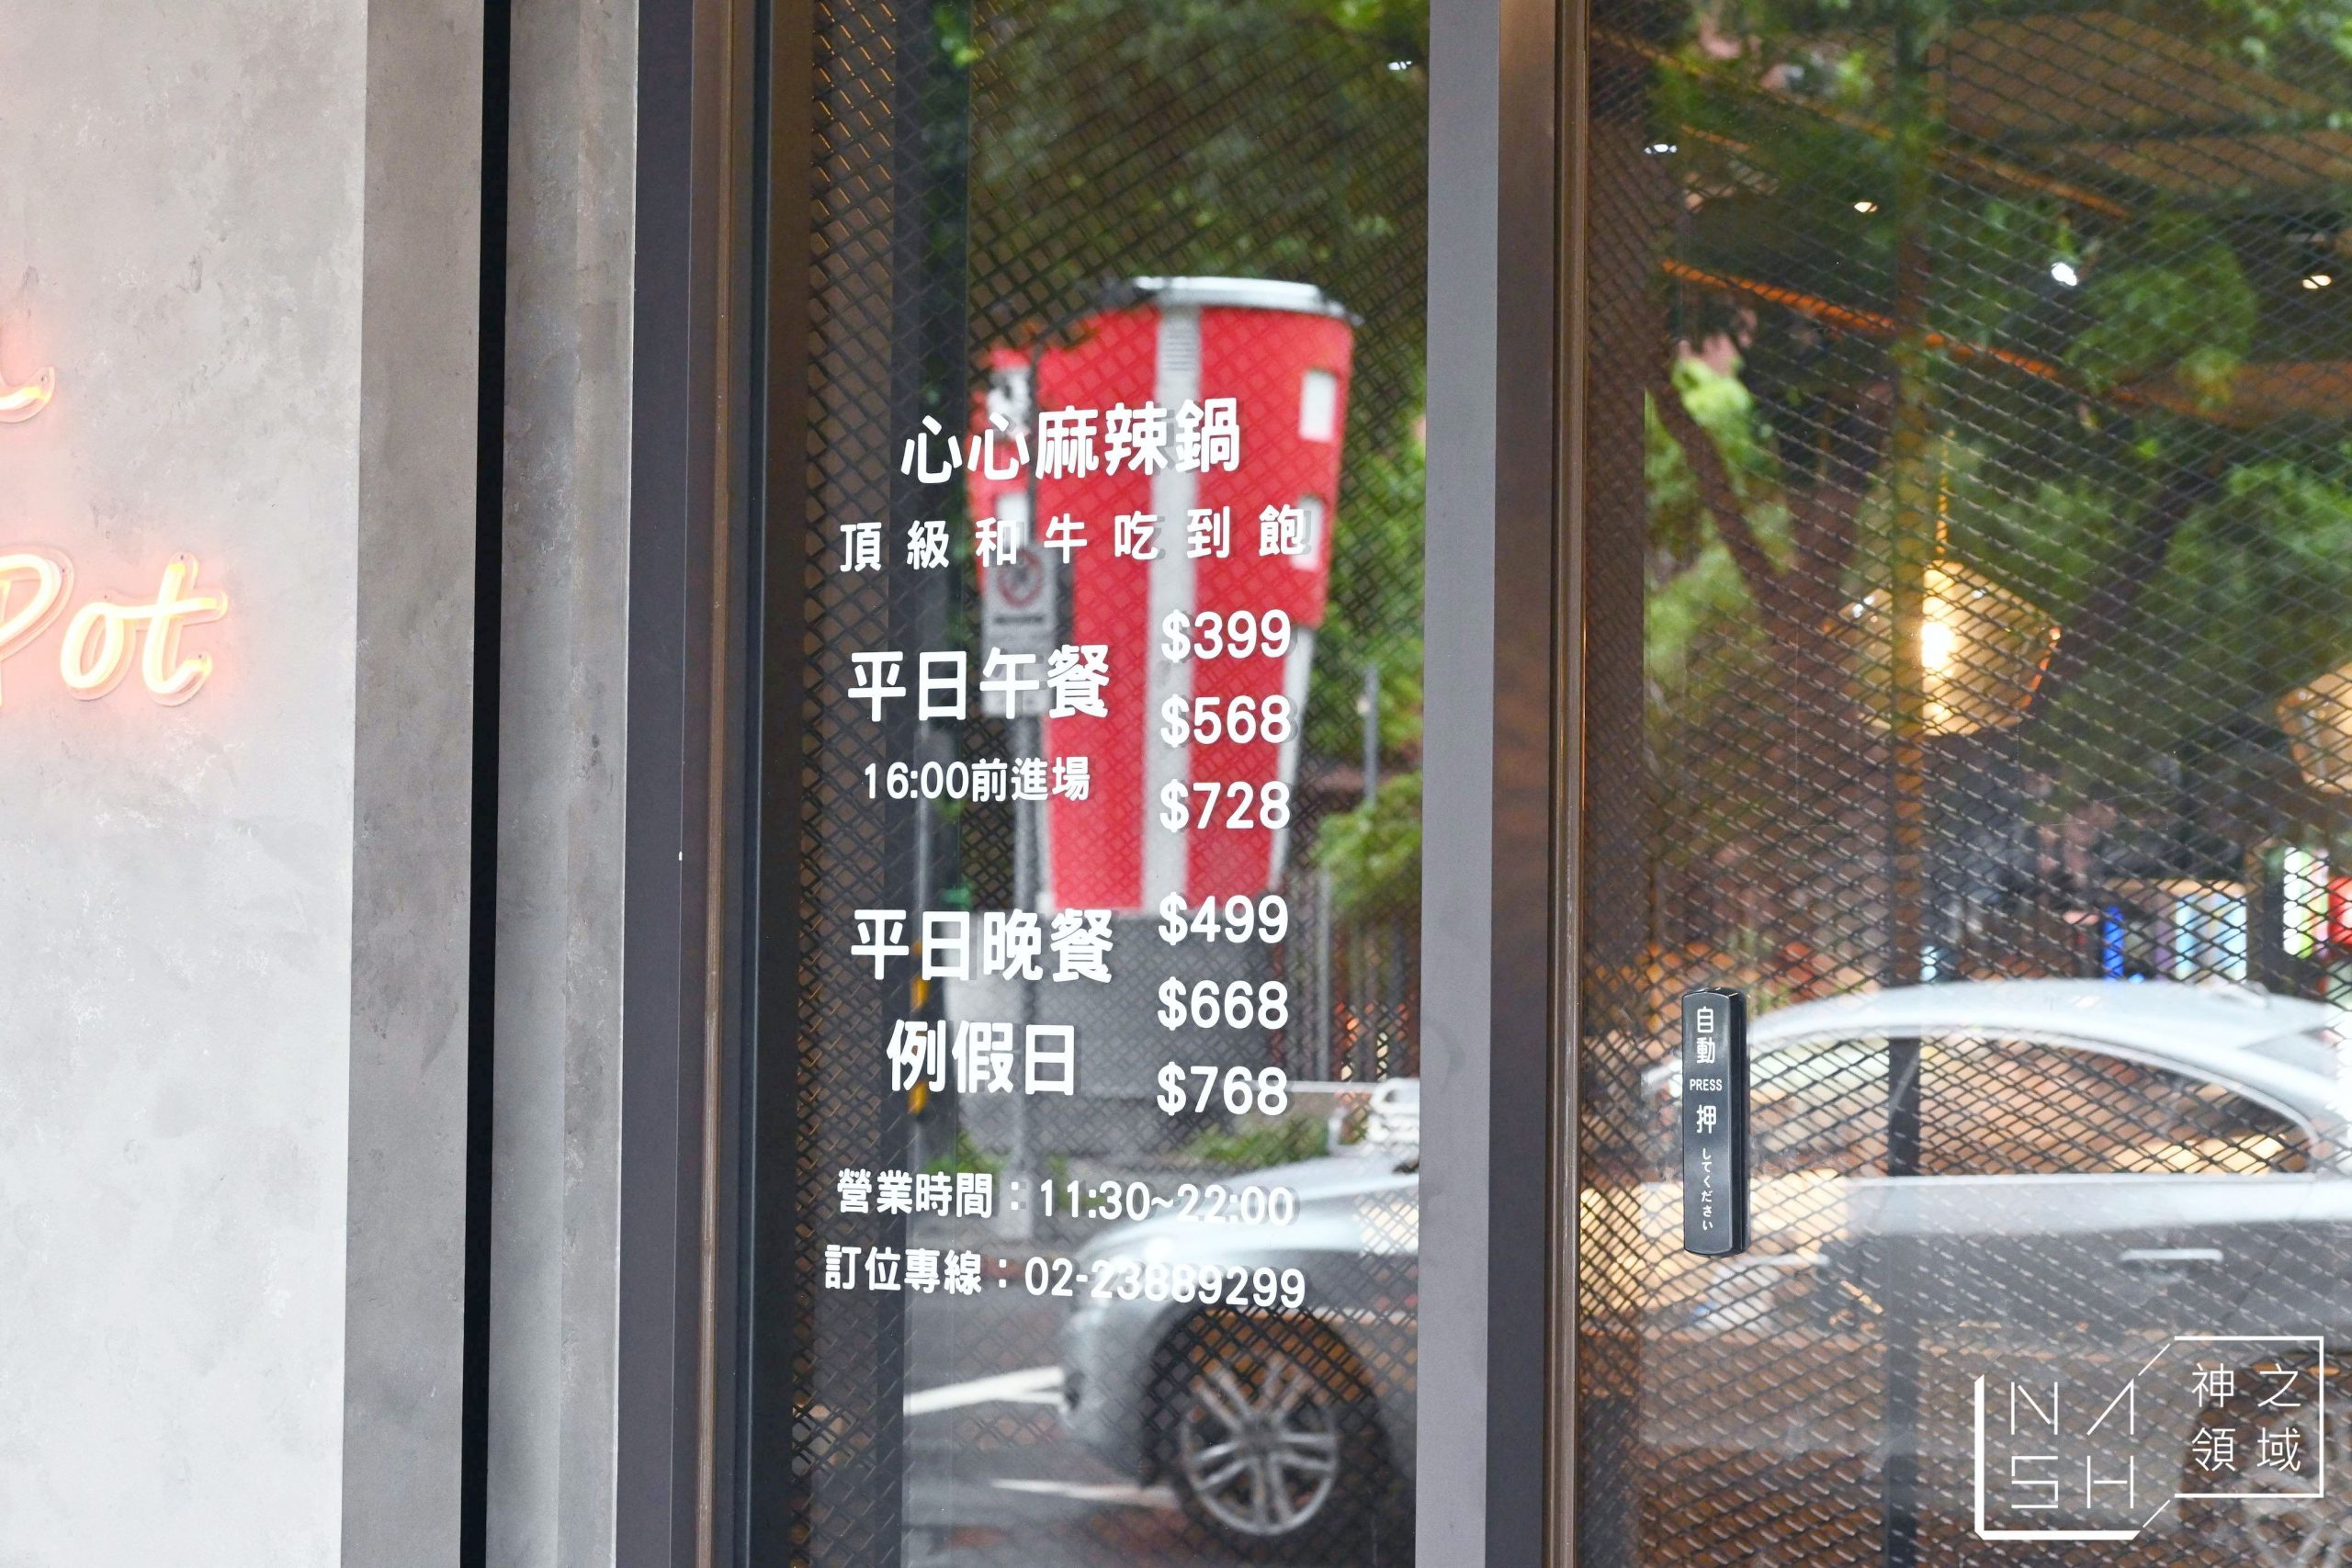 Pot
心心麻辣鍋
頂級和牛吃到飽
平日午餐
16:00前進場
$399
$568
$728
平日晚餐
例假日
$499
$668
$768
營業時間：11:30~22:00
訂位專線：02-23889299
自動
PRESS
押
してください
NASH
神之領域